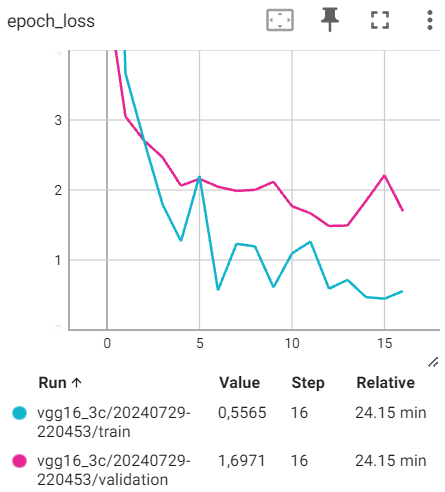 epoch_loss
3
2
1
0
5
10
15
Run ↑ Value Step Relative
vgg16_3c/20240729- 0,5565 16 24.15 min
220453/train
vgg16_3c/20240729- 1,6971 16 24.15 min
220453/validation